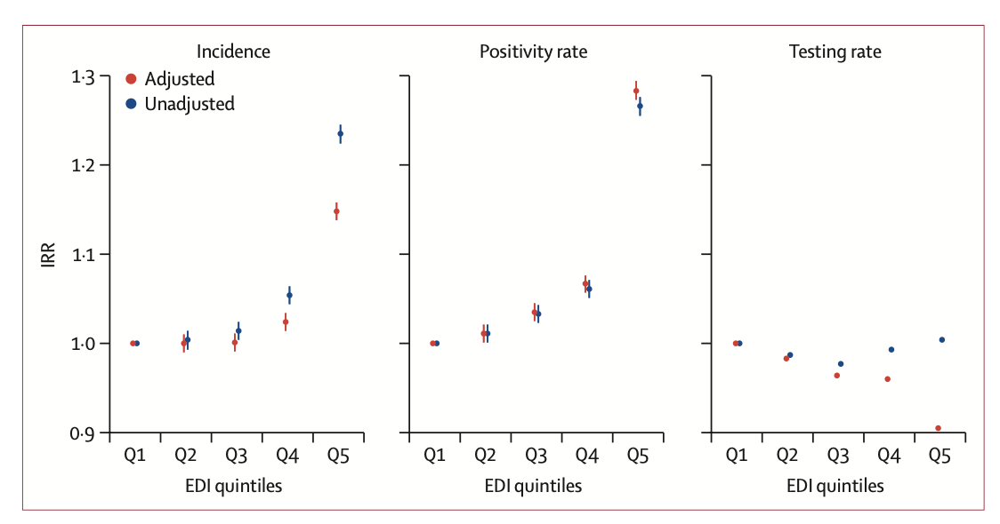 Incidence
Positivity rate
Testing rate
Adjusted
Unadjusted
IRR
1·3
1·2
1·1
1·0
0·9
Q1 Q2 Q3 Q4 Q5
Q1 Q2 Q3 Q4 Q5
Q1 Q2 Q3 Q4 Q5
EDI quintiles
EDI quintiles
EDI quintiles